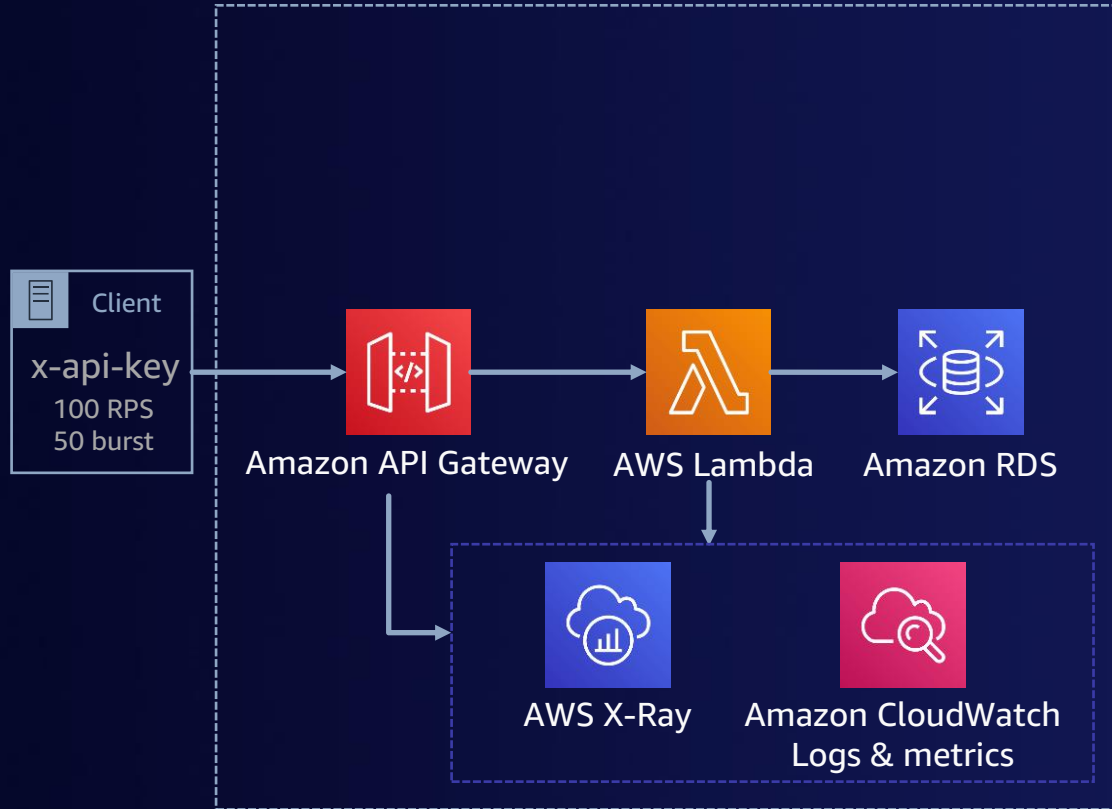 Client
x-api-key
100 RPS
50 burst
</>
Amazon API Gateway
AWS Lambda
Amazon RDS
AWS X-Ray
Amazon CloudWatch
Logs & metrics